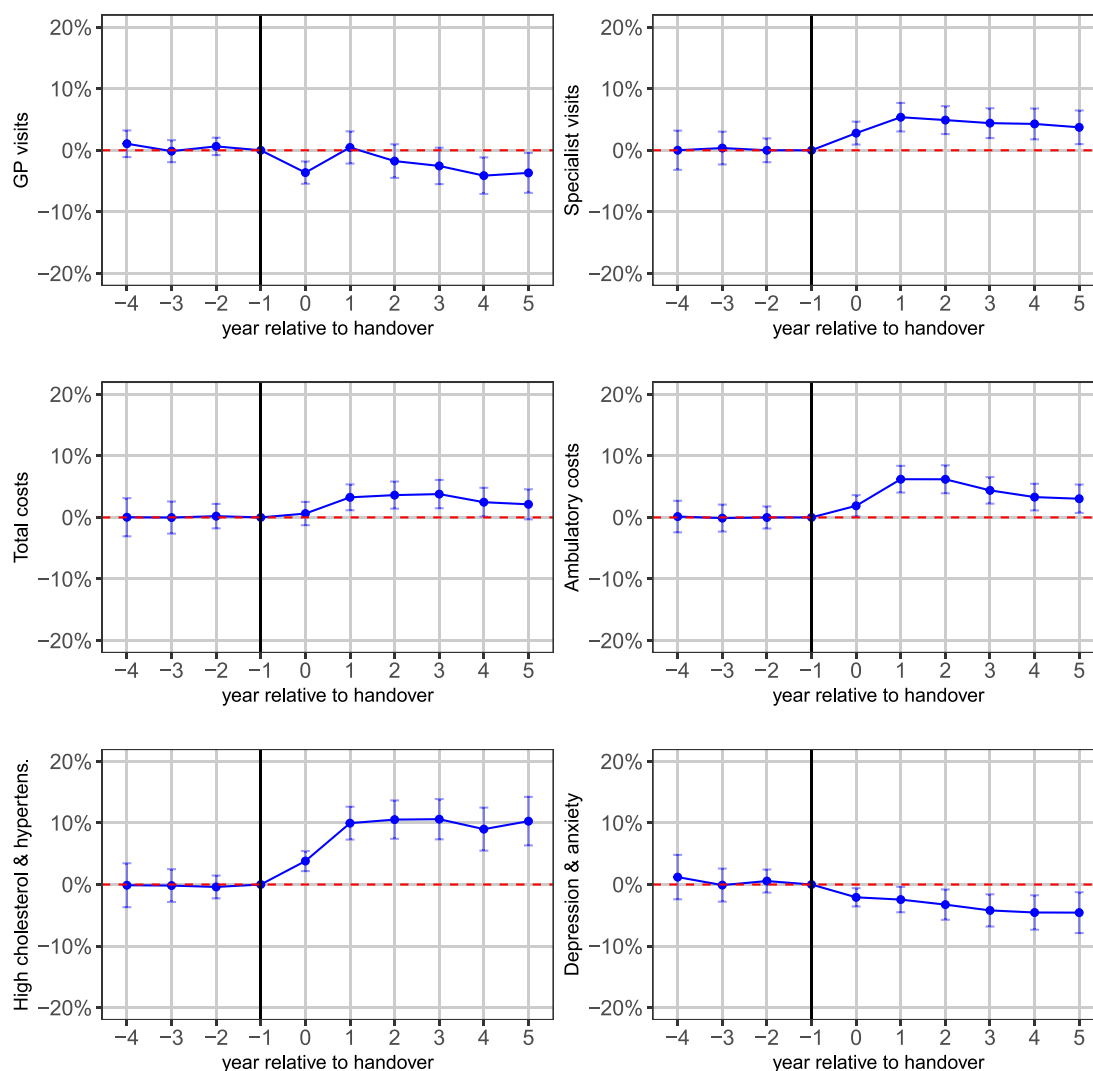 GP visits
20%
10%
0%
−10%
−20%
−4 −3 −2 −1 0 1 2 3 4 5
year relative to handover
Specialist visits
20%
10%
0%
−10%
−20%
−4 −3 −2 −1 0 1 2 3 4 5
year relative to handover
Total costs
20%
10%
0%
−10%
−20%
−4 −3 −2 −1 0 1 2 3 4 5
year relative to handover
Ambulatory costs
20%
10%
0%
−10%
−20%
−4 −3 −2 −1 0 1 2 3 4 5
year relative to handover
High cholesterol & hypertens.
20%
10%
0%
−10%
−20%
−4 −3 −2 −1 0 1 2 3 4 5
year relative to handover
Depression & anxiety
20%
10%
0%
−10%
−20%
−4 −3 −2 −1 0 1 2 3 4 5
year relative to handover